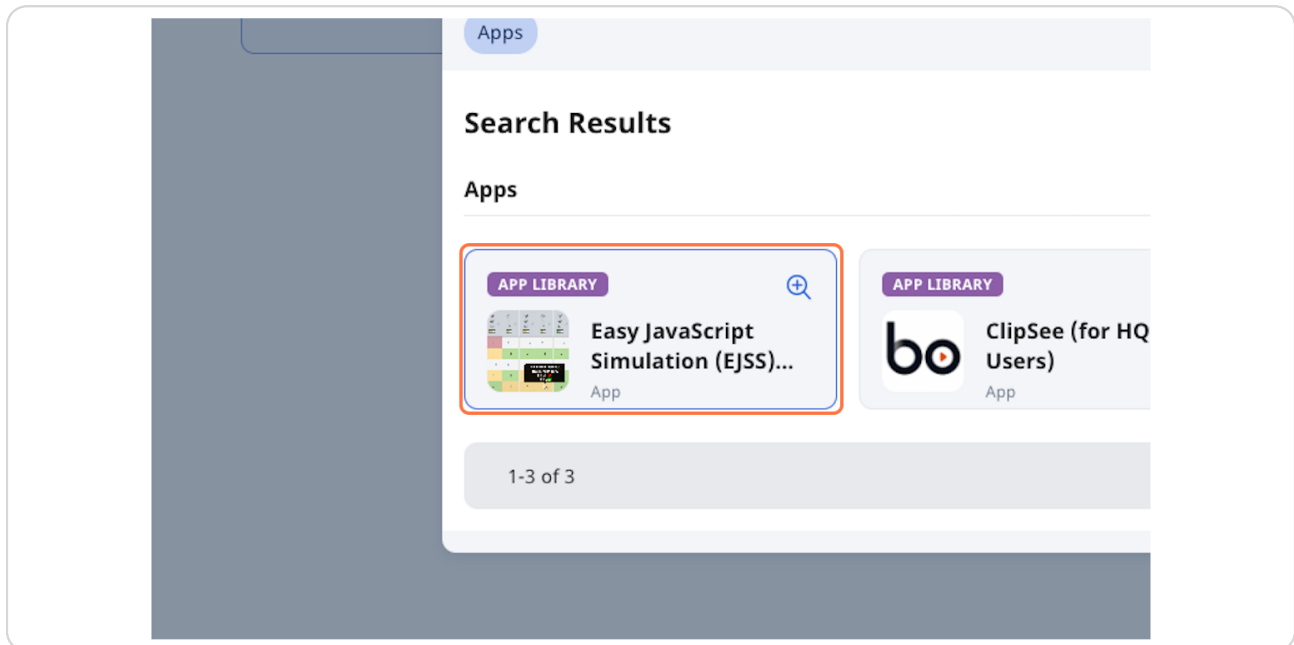 Apps
Search Results
Apps
APP LIBRARY
Easy JavaScript
Simulation (EJSS)...
App
APP LIBRARY
bo
ClipSee (for HQ
Users)
App
1-3 of 3